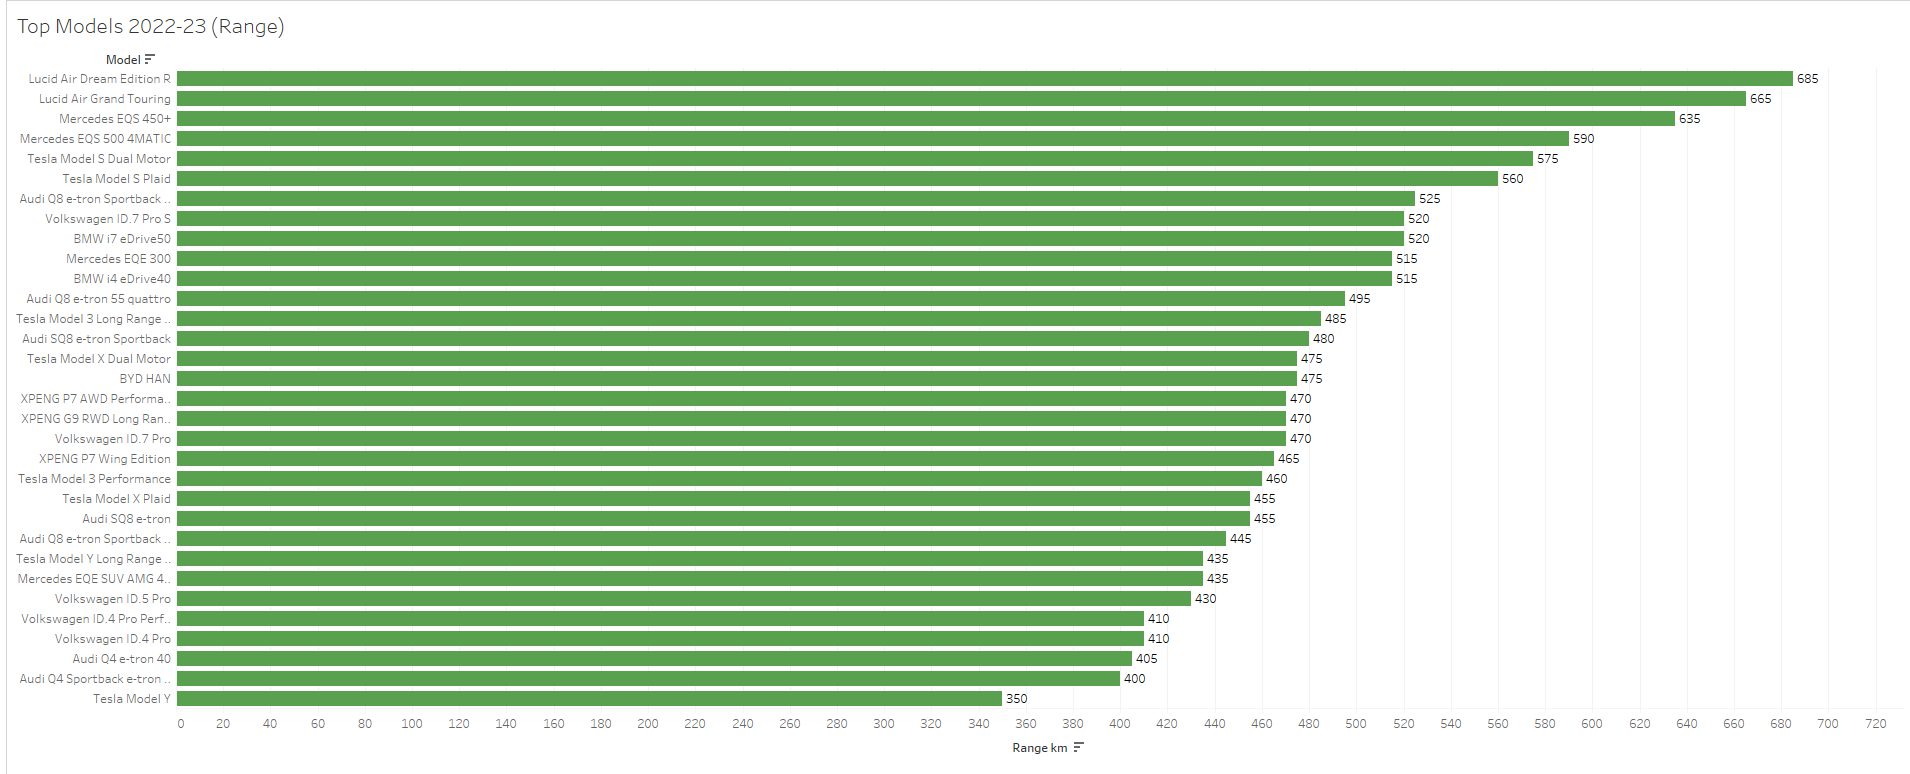 Top Models 2022-23 (Range)
Model
Lucid Air Dream Edition R 685
Lucid Air Grand Touring 665
Mercedes EQS 450+ 635
Mercedes EQS 500 4MATIC 590
Tesla Model S Dual Motor 575
Tesla Model S Plaid 560
Audi Q8 e-tron Sportback .. 525
Volkswagen ID.7 Pro S 520
BMW i7 eDrive50 520
Mercedes EQE 300 515
BMW i4 eDrive40 515
Audi Q8 e-tron 55 quattro 495
Tesla Model 3 Long Range .. 485
Audi SQ8 e-tron Sportback 480
Tesla Model X Dual Motor 475
BYD HAN 475
XPENG P7 AWD Performa.. 470
XPENG G9 RWD Long Ran.. 470
Volkswagen ID.7 Pro 470
XPENG P7 Wing Edition 465
Tesla Model 3 Performance 460
Tesla Model X Plaid 455
Audi SQ8 e-tron 455
Audi Q8 e-tron Sportback .. 445
Tesla Model Y Long Range .. 435
Mercedes EQE SUV AMG 4.. 435
Volkswagen ID.5 Pro 430
Volkswagen ID.4 Pro Perf.. 410
Volkswagen ID.4 Pro 410
Audi Q4 e-tron 40 405
Audi Q4 Sportback e-tron .. 400
Tesla Model Y 350
0 20 40 60 80 100 120 140 160 180 200 220 240 260 280 300 320 340 360 380 400 420 440 460 480 500 520 540 560 580 600 620 640 660 680 700 720
Range km